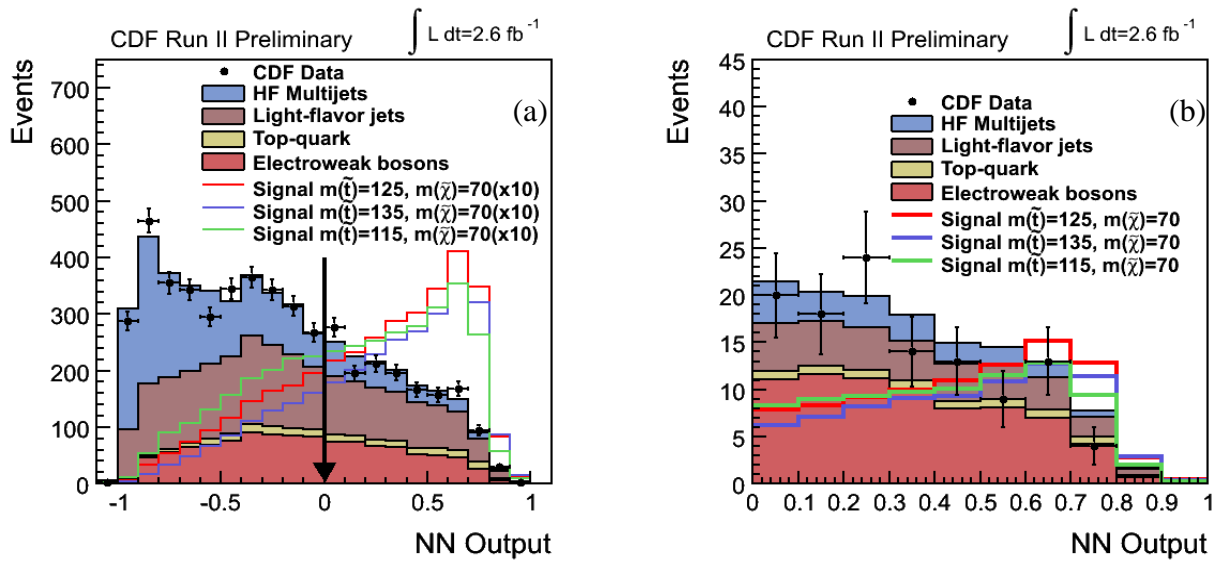 CDF Run II Preliminary
∫ L dt=2.6 fb⁻¹
Events
700
600
500
400
300
200
100
0
CDF Data
HF Multijets
Light-flavor jets
Top-quark
Electroweak bosons
Signal m(t̃)=125, m(χ̃)=70(x10)
Signal m(t̃)=135, m(χ̃)=70(x10)
Signal m(t̃)=115, m(χ̃)=70(x10)
(a)
-1 -0.5 0 0.5 1
NN Output
CDF Run II Preliminary
∫ L dt=2.6 fb⁻¹
Events
45
40
35
30
25
20
15
10
5
0
CDF Data
HF Multijets
Light-flavor jets
Top-quark
Electroweak bosons
Signal m(t̃)=125, m(χ̃)=70
Signal m(t̃)=135, m(χ̃)=70
Signal m(t̃)=115, m(χ̃)=70
(b)
0 0.1 0.2 0.3 0.4 0.5 0.6 0.7 0.8 0.9 1
NN Output